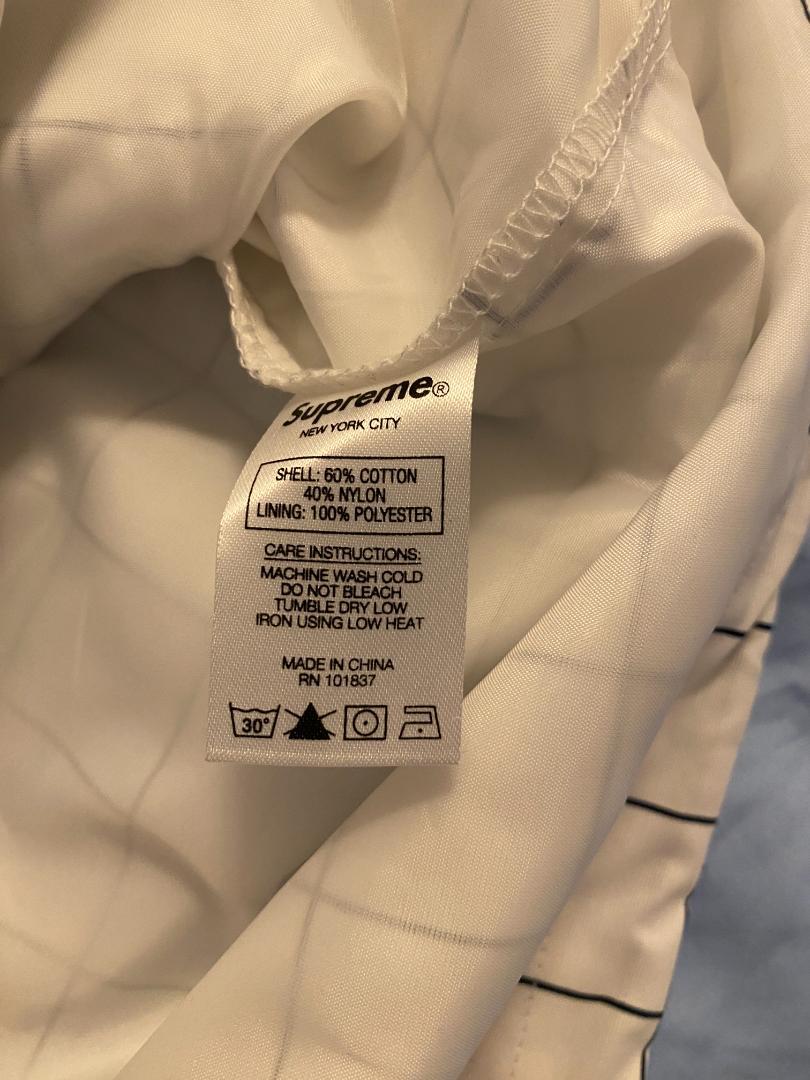 Supreme®
NEW YORK CITY
SHELL: 60% COTTON
40% NYLON
LINING: 100% POLYESTER
CARE INSTRUCTIONS:
MACHINE WASH COLD
DO NOT BLEACH
TUMBLE DRY LOW
IRON USING LOW HEAT
MADE IN CHINA
RN 101837
30°